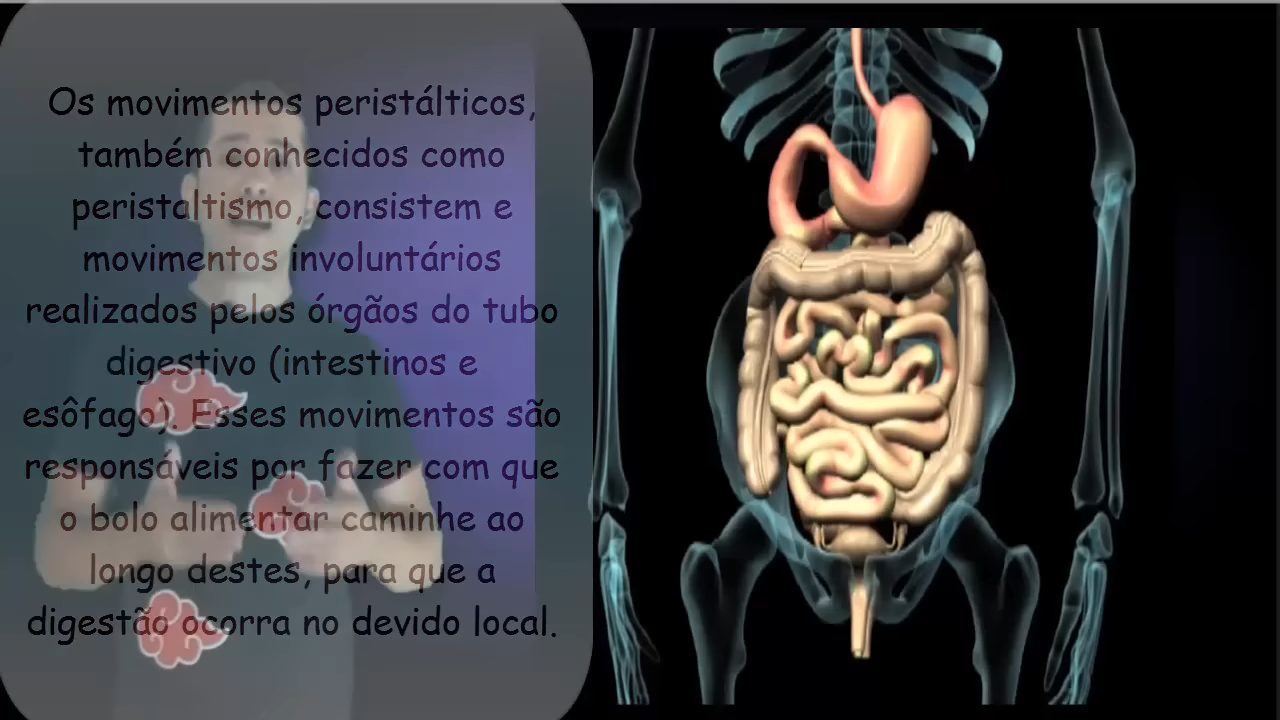 Os movimentos peristálticos,
também conhecidos como
peristaltismo, consistem e
movimentos involuntários
realizados pelos órgãos do tubo
digestivo (intestinos e
esôfago). Esses movimentos são
responsáveis por fazer com que
o bolo alimentar caminhe ao
longo destes, para que a
digestão ocorra no devido local.